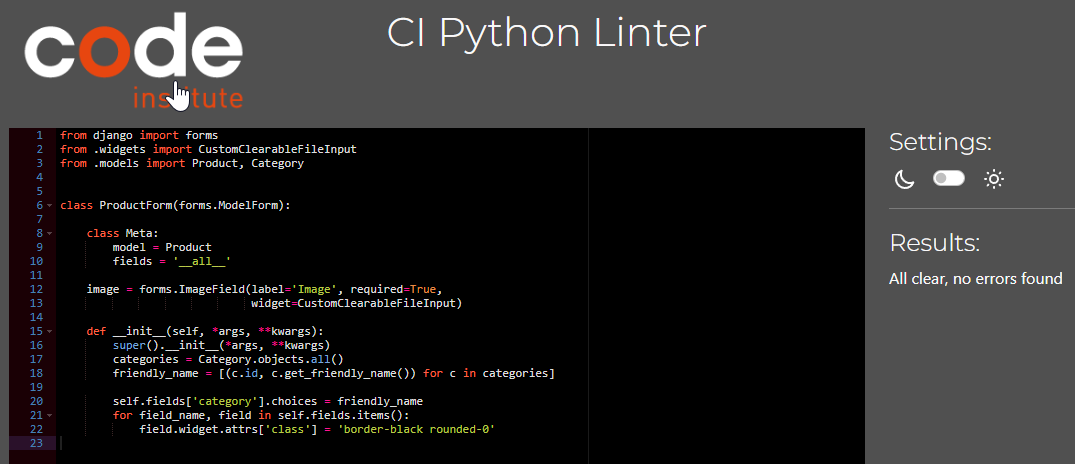 code
institute
CI Python Linter
1 from django import forms
2 from .widgets import CustomClearableFileInput
3 from .models import Product, Category
4
5
6 class ProductForm(forms.ModelForm):
7
8     class Meta:
9         model = Product
10         fields = '__all__'
11
12     image = forms.ImageField(label='Image', required=True,
13                              widget=CustomClearableFileInput)
14
15     def __init__(self, *args, **kwargs):
16         super().__init__(*args, **kwargs)
17         categories = Category.objects.all()
18         friendly_name = [(c.id, c.get_friendly_name()) for c in categories]
19
20         self.fields['category'].choices = friendly_name
21         for field_name, field in self.fields.items():
22             field.widget.attrs['class'] = 'border-black rounded-0'
23
Settings:
Results:
All clear, no errors found